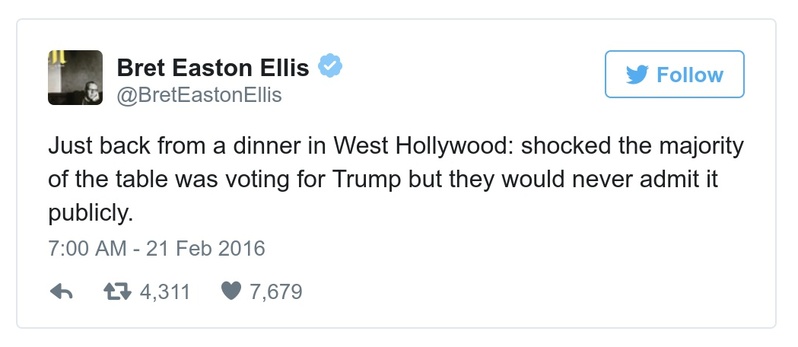 Bret Easton Ellis
@BretEastonEllis
Follow
Just back from a dinner in West Hollywood: shocked the majority
of the table was voting for Trump but they would never admit it
publicly.
7:00 AM - 21 Feb 2016
4,311 7,679